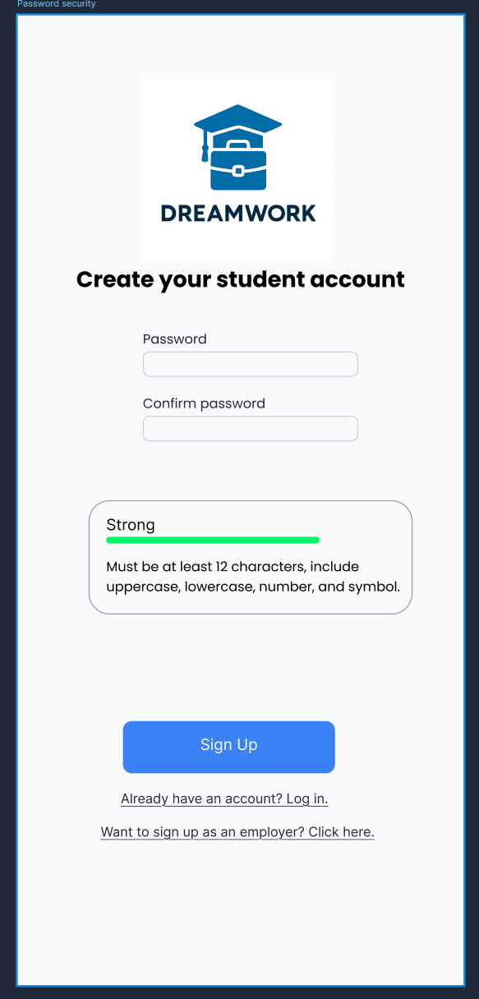 Password security
DREAMWORK
Create your student account
Password
Confirm password
Strong
Must be at least 12 characters, include
uppercase, lowercase, number, and symbol.
Sign Up
Already have an account? Log in.
Want to sign up as an employer? Click here.